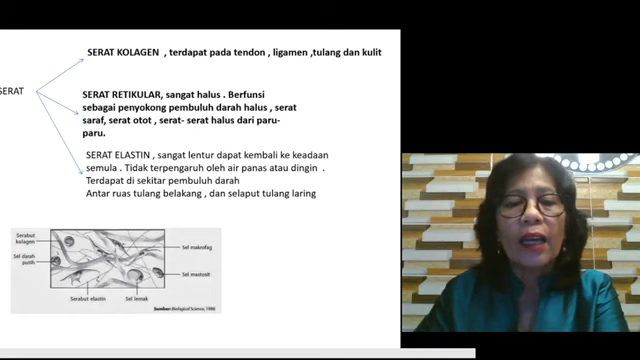 SERAT KOLAGEN , terdapat pada tendon , ligamen ,tulang dan kulit
SERAT
SERAT RETIKULAR, sangat halus . Berfunsi
sebagai penyokong pembuluh darah halus , serat
saraf, serat otot , serat- serat halus dari paru-
paru.
SERAT ELASTIN , sangat lentur dapat kembali ke keadaan
semula . Tidak terpengaruh oleh air panas atau dingin .
Terdapat di sekitar pembuluh darah
Antar ruas tulang belakang , dan selaput tulang laring
Serabut
kolagen
Sel makrofag
Sel darah
putih
Sel mastosit
Serabut elastin
Sel lemak
Sumber: Biological Science, 1986